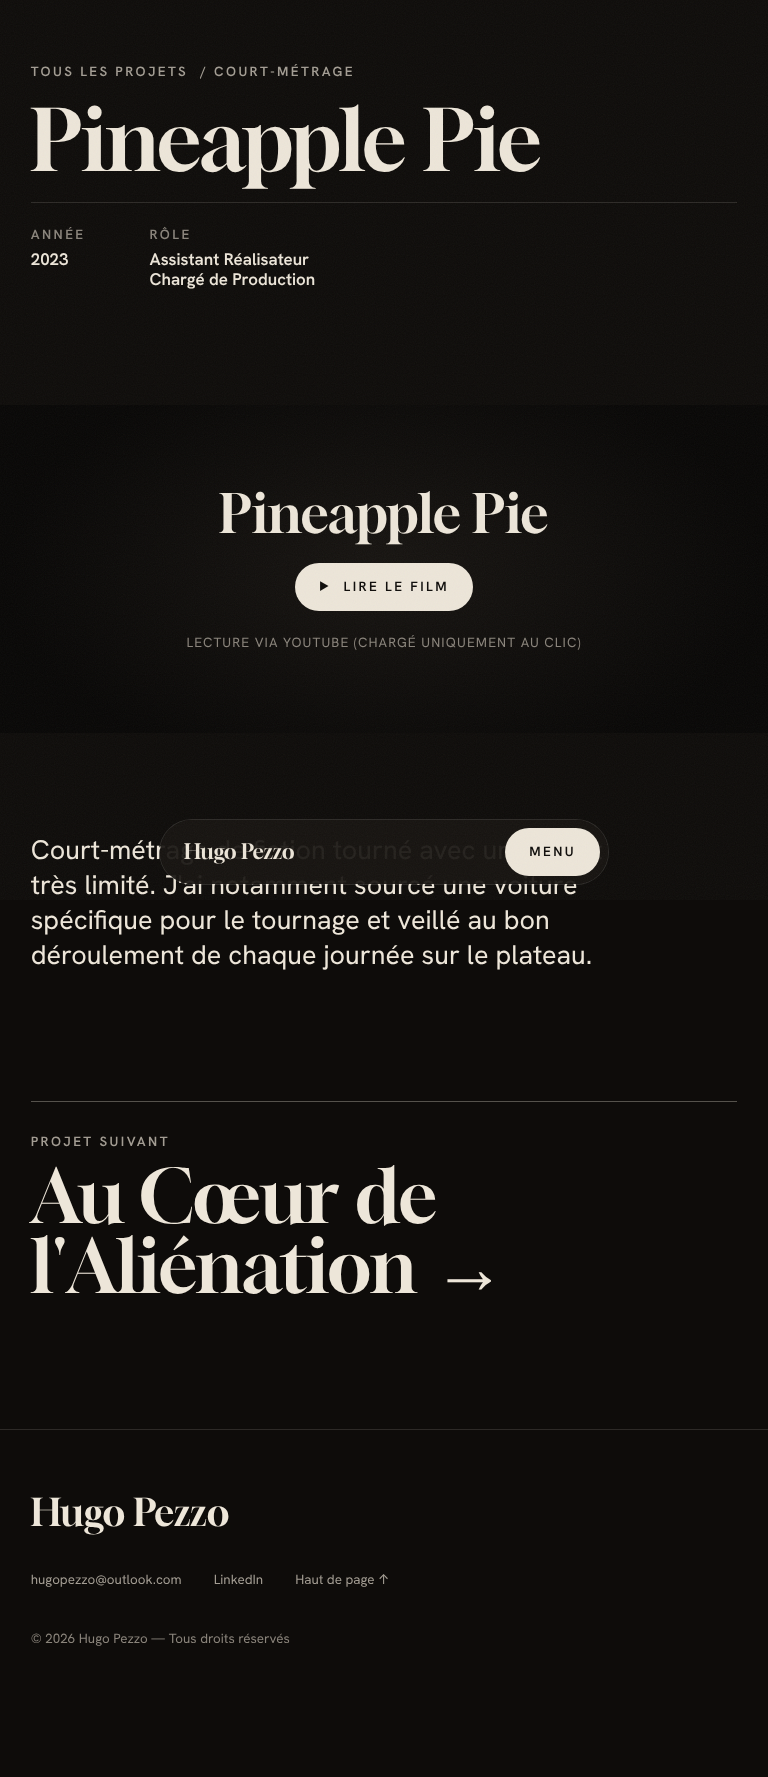 TOUS LES PROJETS / COURT-MÉTRAGE
Pineapple Pie
ANNÉE
2023
RÔLE
Assistant Réalisateur
Chargé de Production
Pineapple Pie
▶ LIRE LE FILM
LECTURE VIA YOUTUBE (CHARGÉ UNIQUEMENT AU CLIC)
Hugo Pezzo
MENU
Court-métrage de fiction tourné avec un
très limité. J'ai notamment sourcé une voiture
spécifique pour le tournage et veillé au bon
déroulement de chaque journée sur le plateau.
PROJET SUIVANT
Au Cœur de
l'Aliénation →
Hugo Pezzo
hugopezzo@outlook.com LinkedIn Haut de page ↑
© 2026 Hugo Pezzo — Tous droits réservés